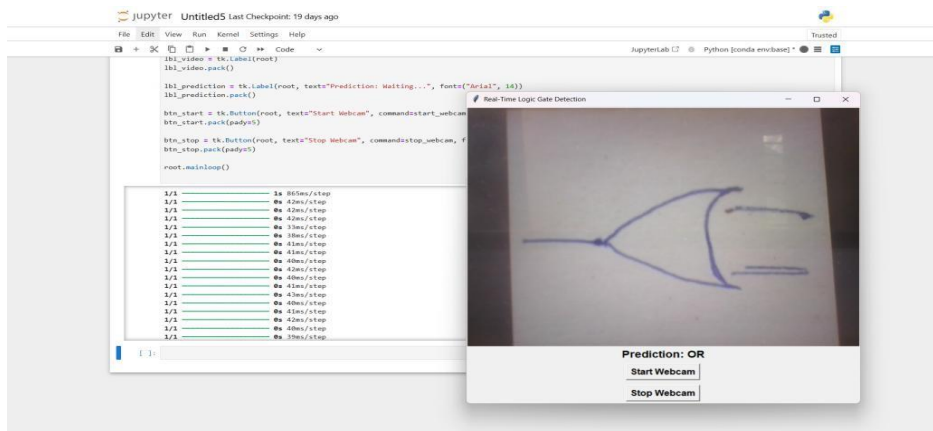 jupyter Untitled5 Last Checkpoint: 19 days ago
File Edit View Run Kernel Settings Help Trusted
Code JupyterLab Python [conda env:base] *
lbl_video = tk.Label(root)
lbl_video.pack()
lbl_prediction = tk.Label(root, text="Prediction: Waiting...", font=("Arial", 14))
lbl_prediction.pack()
btn_start = tk.Button(root, text="Start Webcam", command=start_webcam
btn_start.pack(pady=5)
btn_stop = tk.Button(root, text="Stop Webcam", command=stop_webcam, f
btn_stop.pack(pady=5)
root.mainloop()
1/1 1s 865ms/step
1/1 0s 42ms/step
1/1 0s 42ms/step
1/1 0s 42ms/step
1/1 0s 33ms/step
1/1 0s 38ms/step
1/1 0s 41ms/step
1/1 0s 41ms/step
1/1 0s 40ms/step
1/1 0s 42ms/step
1/1 0s 40ms/step
1/1 0s 41ms/step
1/1 0s 43ms/step
1/1 0s 40ms/step
1/1 0s 41ms/step
1/1 0s 42ms/step
1/1 0s 40ms/step
1/1 0s 39ms/step
[ ]:
Real-Time Logic Gate Detection
Prediction: OR
Start Webcam
Stop Webcam